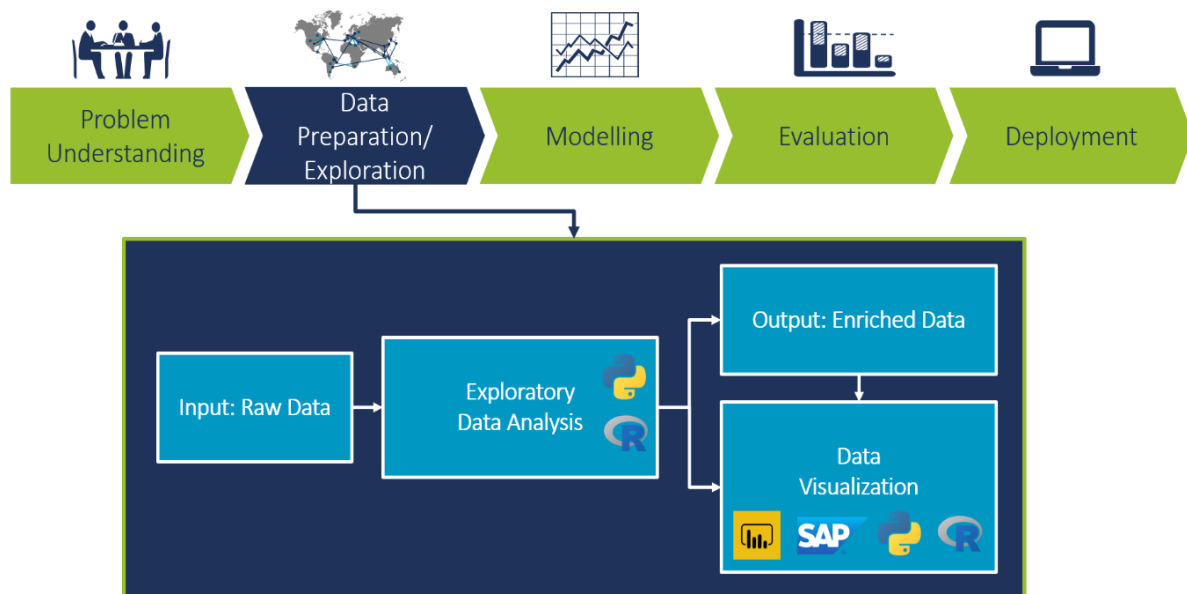 Problem
Understanding
Data
Preparation/
Exploration
Modelling
Evaluation
Deployment
Input: Raw Data
Exploratory
Data Analysis
R
Output: Enriched Data
Data
Visualization
SAP
R